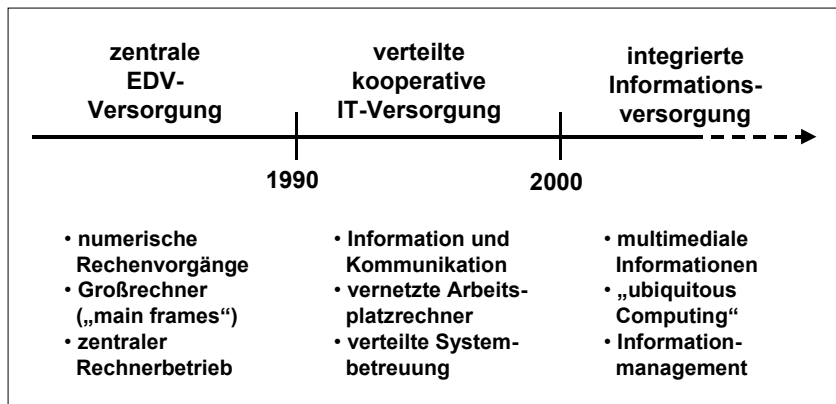 zentrale
EDV-
Versorgung
verteilte
kooperative
IT-Versorgung
integrierte
Informations-
versorgung
1990
2000
• numerische
Rechenvorgänge
• Großrechner
(„main frames“)
• zentraler
Rechnerbetrieb
• Information und
Kommunikation
• vernetzte Arbeits-
platzrechner
• verteilte System-
betreuung
• multimediale
Informationen
• „ubiquitous
Computing“
• Information-
management